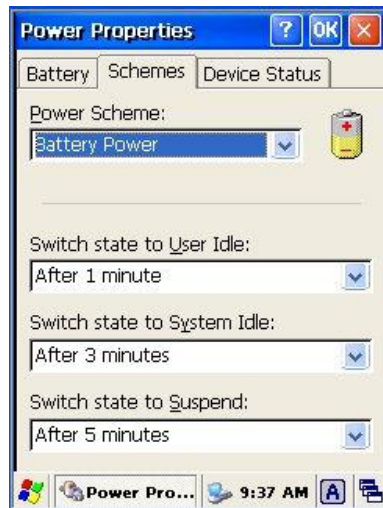 Power Properties ? OK
Battery Schemes Device Status
Power Scheme:
Battery Power
Switch state to User Idle:
After 1 minute
Switch state to System Idle:
After 3 minutes
Switch state to Suspend:
After 5 minutes
Power Pro... 9:37 AM A